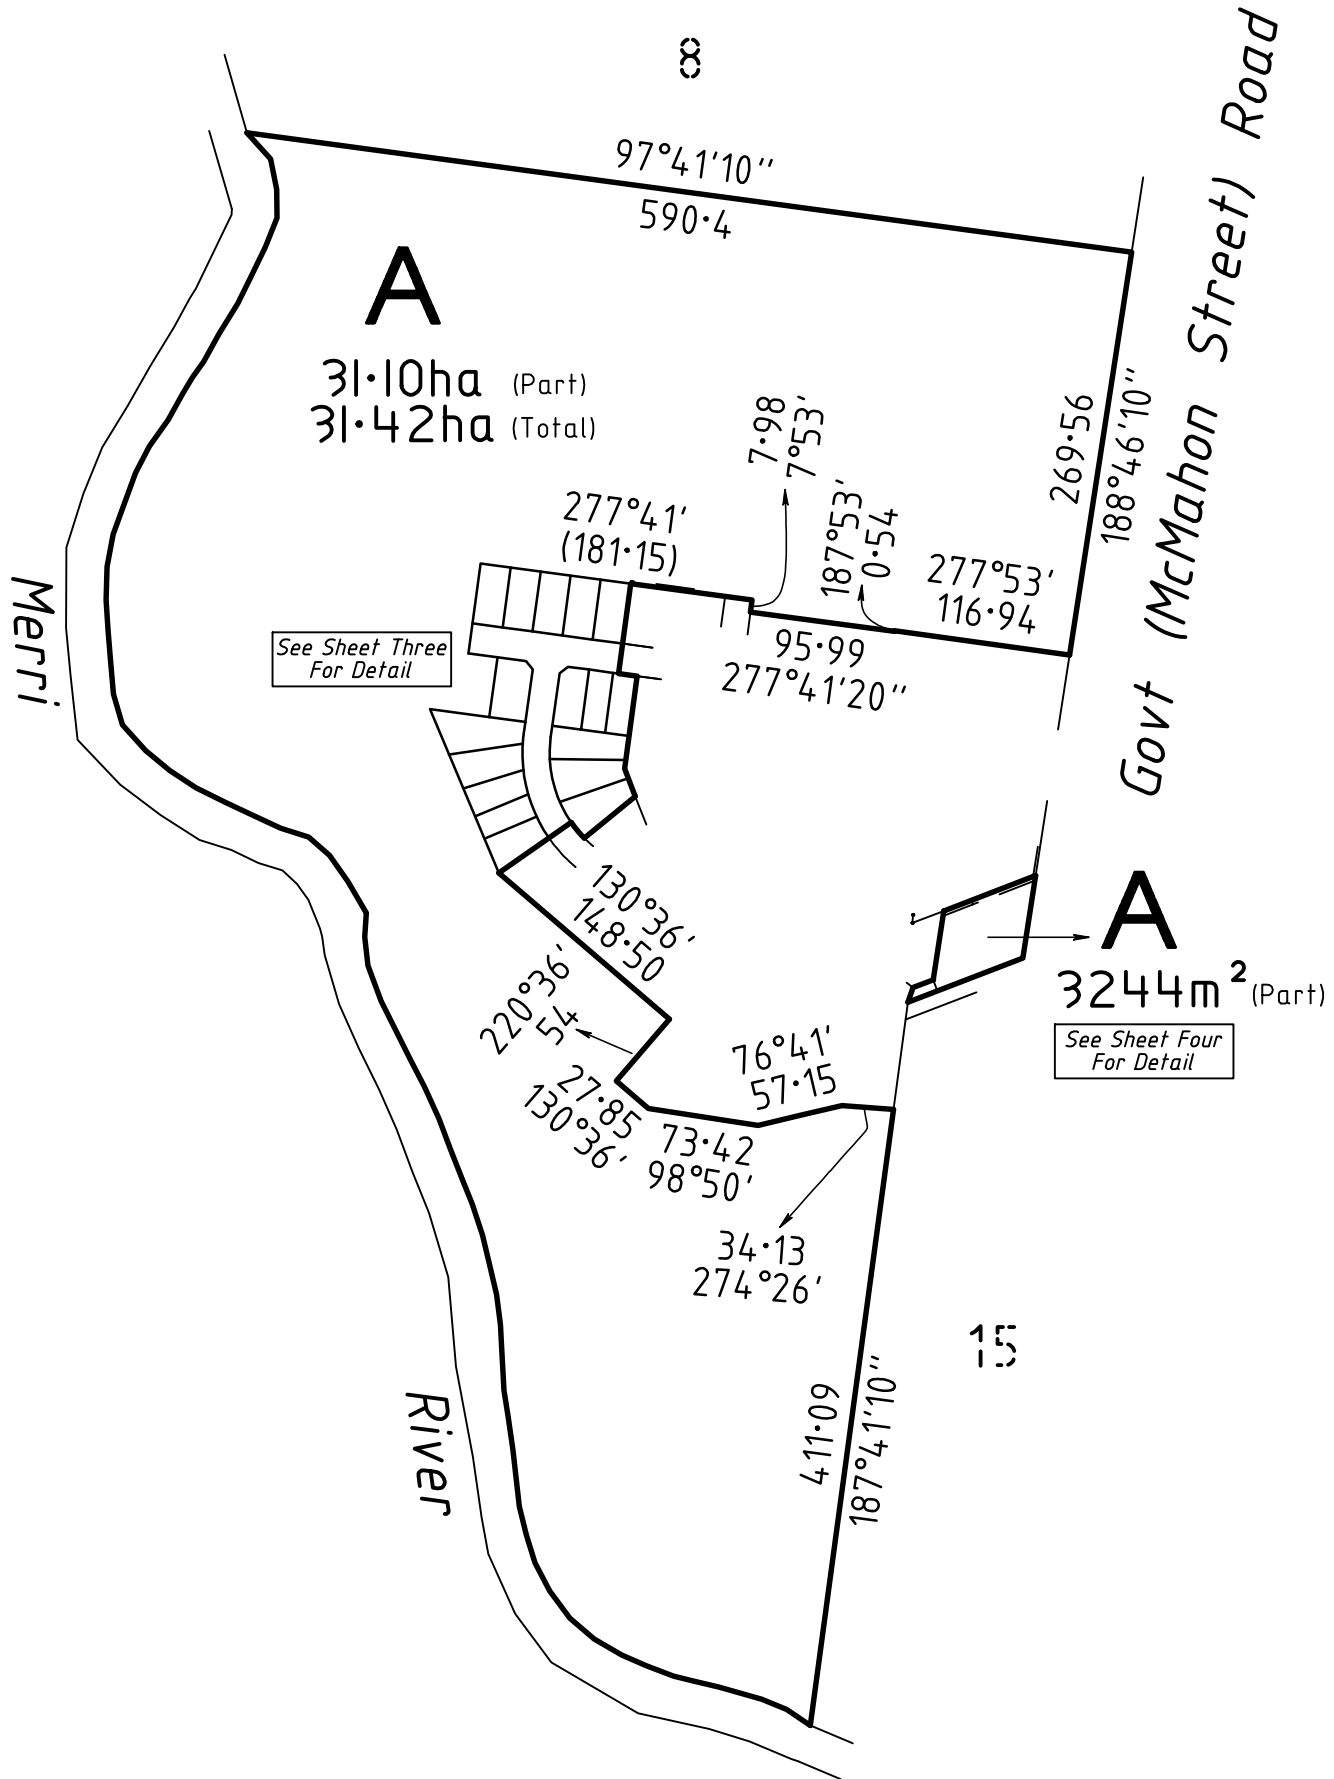 8
97°41'10''
590·4
Govt (McMahon Street) Road
A
31·10ha (Part)
31·42ha (Total)
269·56
188°46'10''
7·98
7°53'
187°53'
0·54
277°41'
(181·15)
277°53'
116·94
95·99
277°41'20''
Merri
See Sheet Three
For Detail
130°36'
148·50
A
3244m² (Part)
See Sheet Four
For Detail
220°36'
54
76°41'
57·15
27·85
130°36'
73·42
98°50'
34·13
274°26'
15
411·09
187°41'10''
River